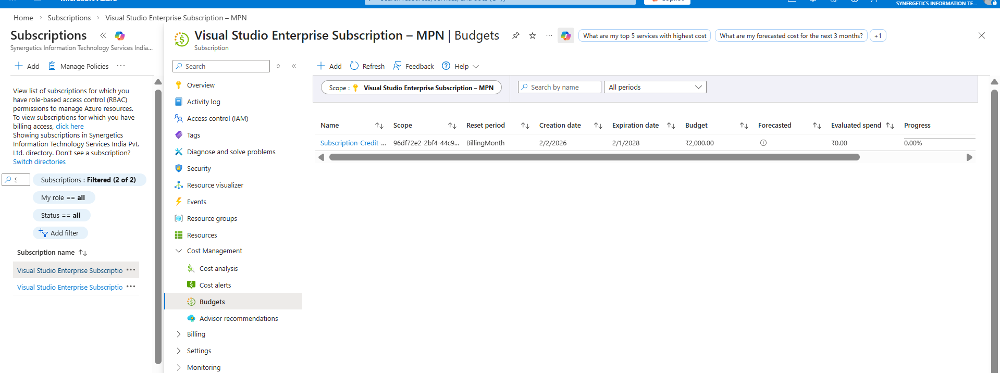 Microsoft Azure
Copilot
SYNERGETICS INFORMATION TE...
Home > Subscriptions > Visual Studio Enterprise Subscription – MPN
Subscriptions
Synergetics Information Technology Services India...
Add Manage Policies ...
View list of subscriptions for which you
have role-based access control (RBAC)
permissions to manage Azure resources.
To view subscriptions for which you have
billing access, click here
Showing subscriptions in Synergetics
Information Technology Services India Pvt.
Ltd. directory. Don't see a subscription?
Switch directories
S
Subscriptions : Filtered (2 of 2)
My role == all
Status == all
Add filter
Subscription name
Visual Studio Enterprise Subscriptio ...
Visual Studio Enterprise Subscriptio ...
Visual Studio Enterprise Subscription – MPN | Budgets
Subscription
What are my top 5 services with highest cost
What are my forecasted cost for the next 3 months?
+1
Search
Overview
Activity log
Access control (IAM)
Tags
Diagnose and solve problems
Security
Resource visualizer
Events
Resource groups
Resources
Cost Management
Cost analysis
Cost alerts
Budgets
Advisor recommendations
Billing
Settings
Monitoring
Add Refresh Feedback Help
Scope : Visual Studio Enterprise Subscription – MPN
Search by name
All periods
Name Scope Reset period Creation date Expiration date Budget Forecasted Evaluated spend Progress
Subscription-Credit-... 96df72e2-2bf4-44c9... BillingMonth 2/2/2026 2/1/2028 ₹2,000.00 ₹0.00 0.00%